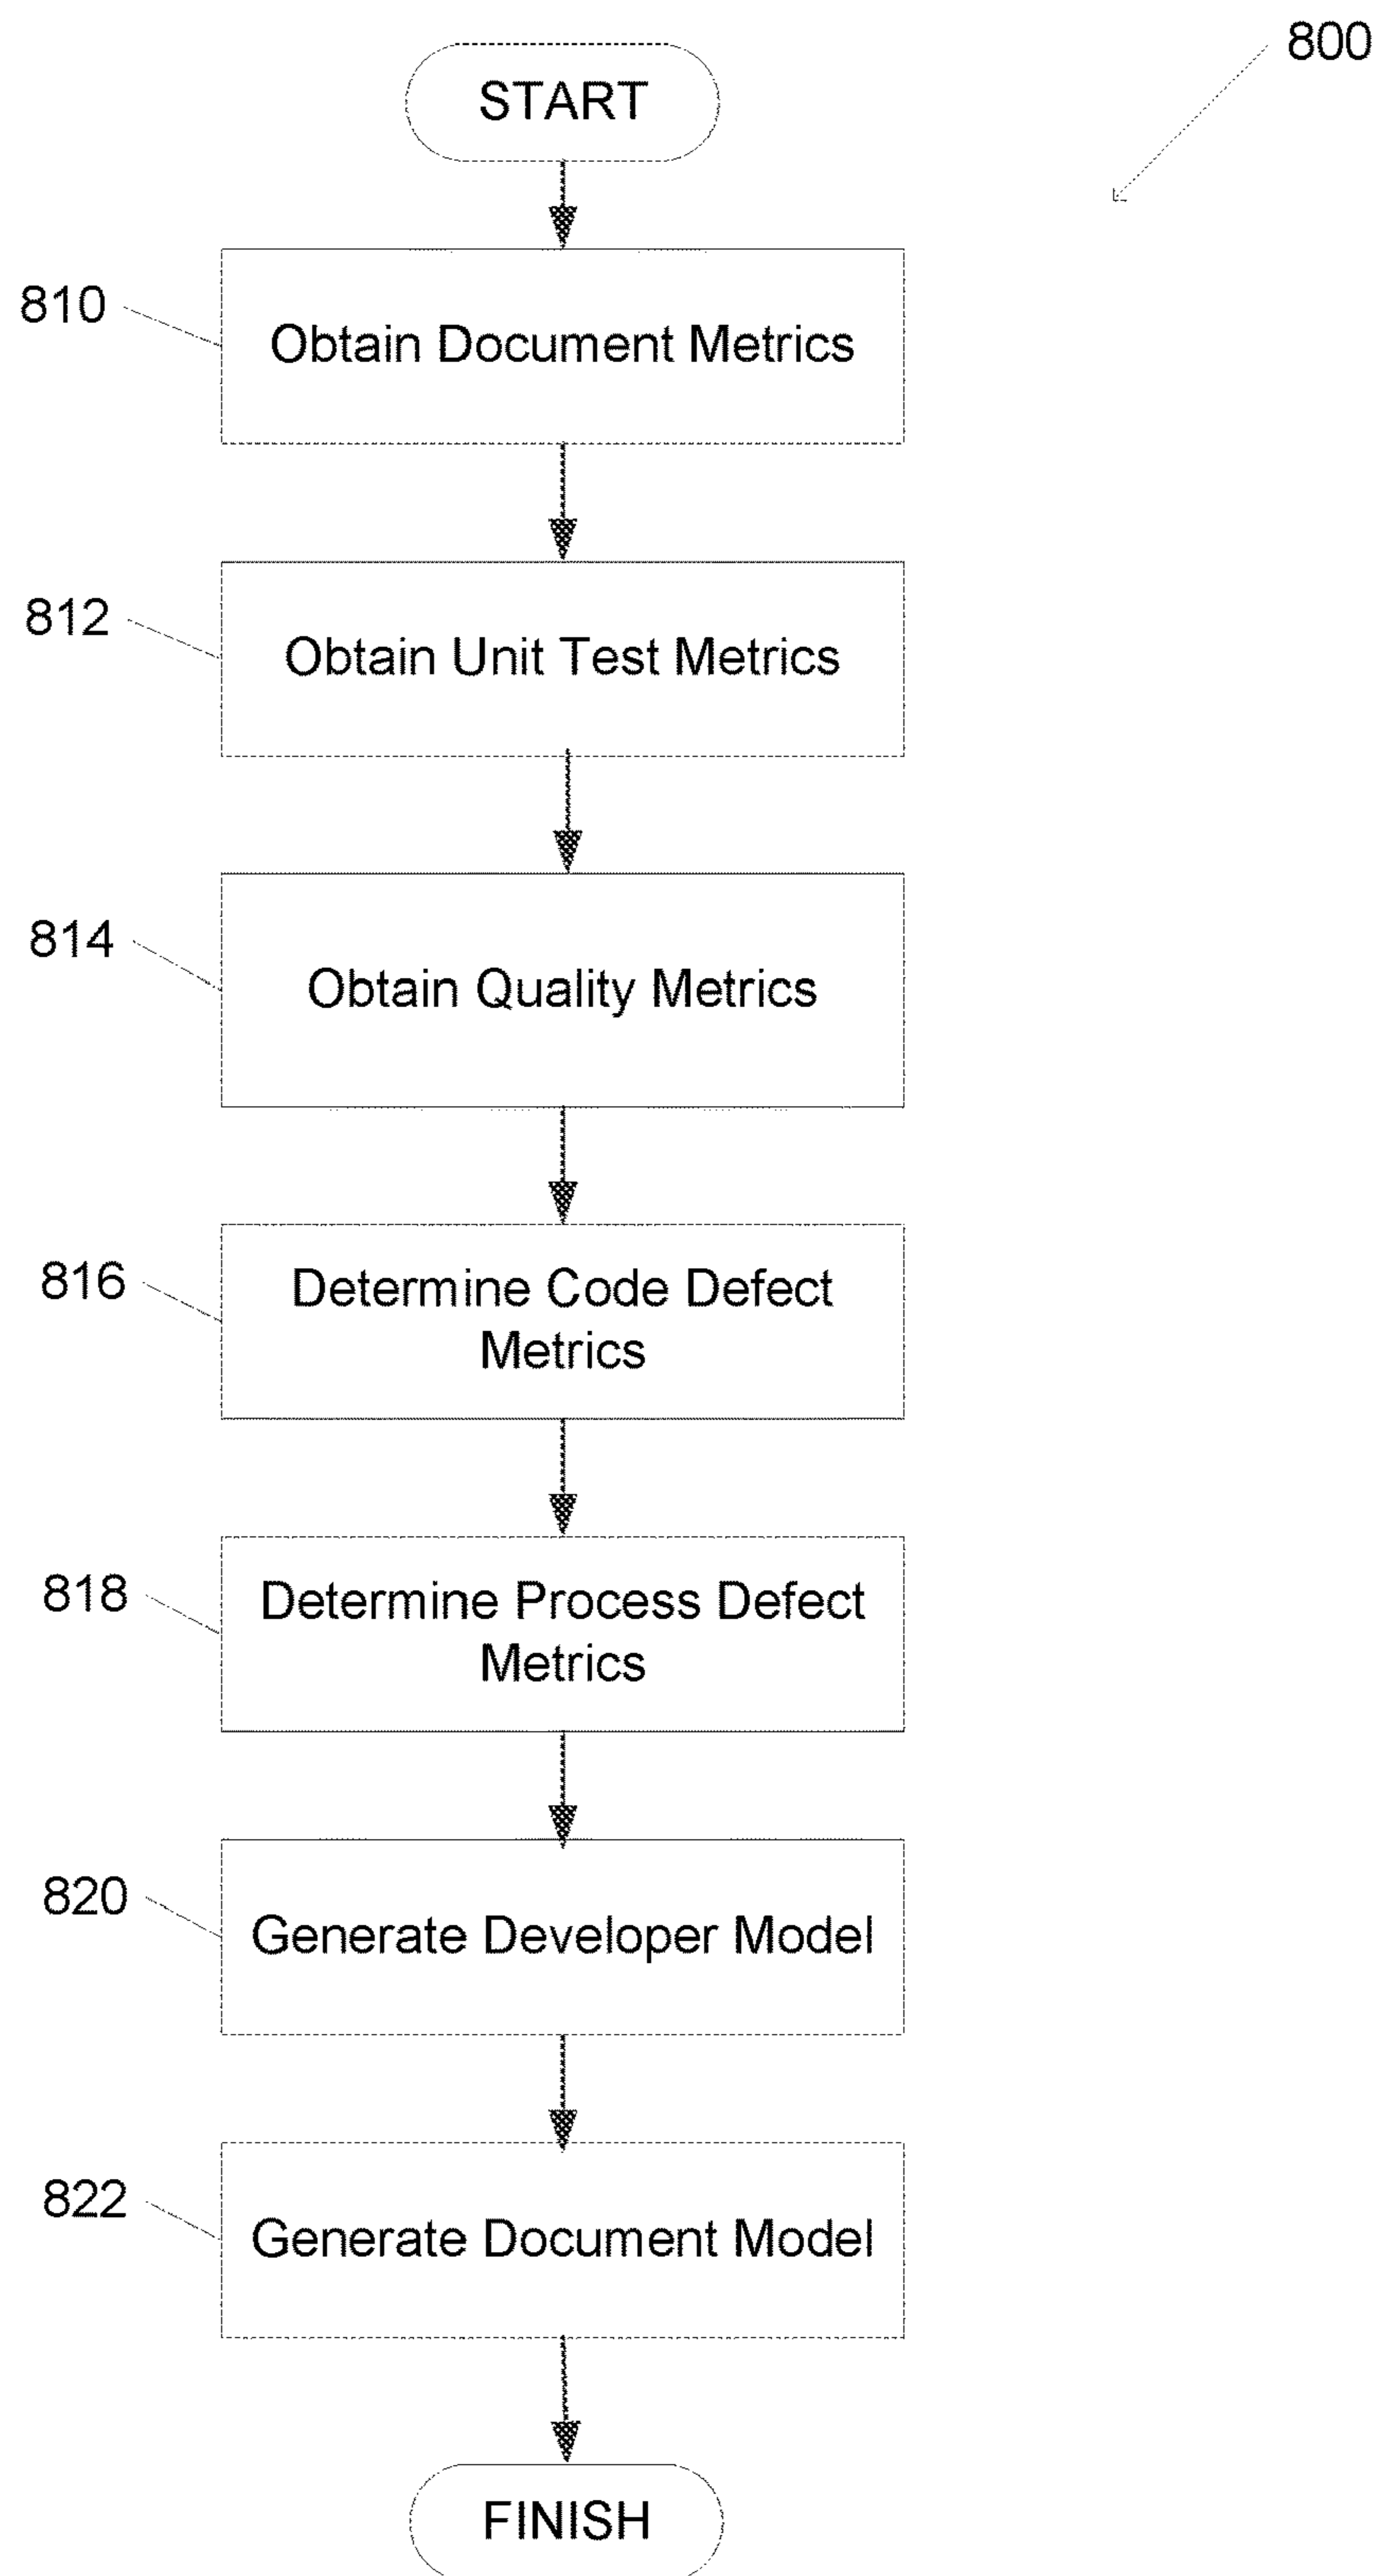 800
START
810
Obtain Document Metrics
812
Obtain Unit Test Metrics
814
Obtain Quality Metrics
816
Determine Code Defect
Metrics
818
Determine Process Defect
Metrics
820
Generate Developer Model
822
Generate Document Model
FINISH